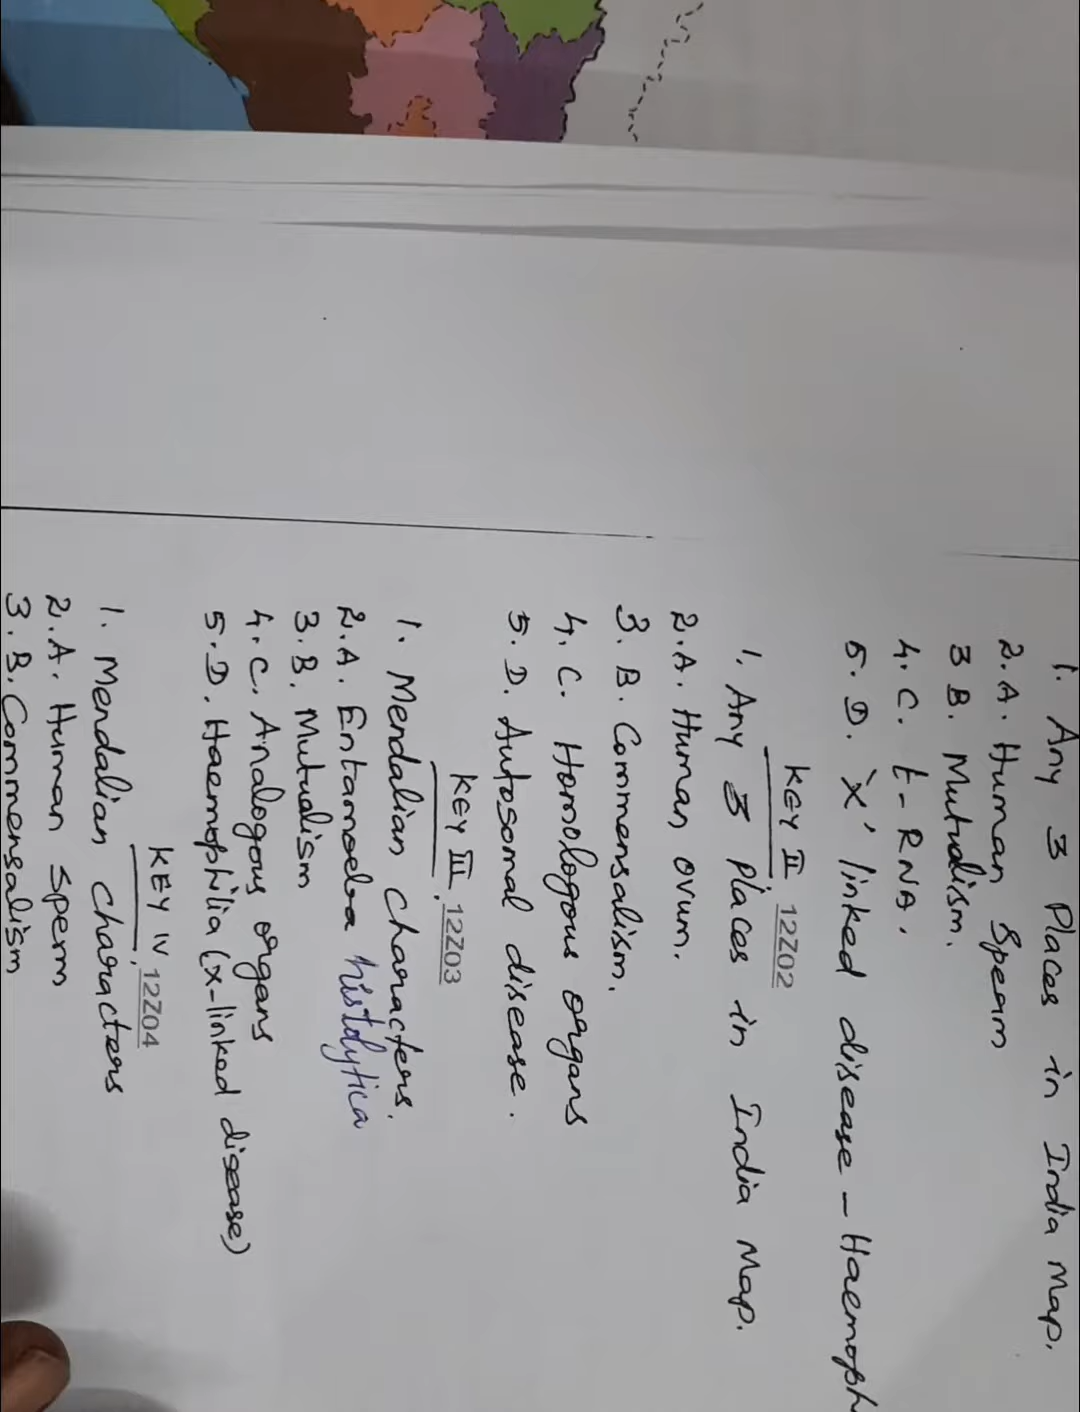 1. Any 3 Places in India Map.
2. A. Human Sperm
3 B. Mutualism.
4. C. t-RNA.
5. D. 'X' linked disease - Haemoph
KEY II. 12Z02
1. Any 3 Places in India Map.
2. A. Human ovum.
3. B. Commensalism.
4. C. Homologous organs
5. D. Autosomal disease.
KEY III. 12Z03
1. Mendalian characters.
2. A. Entamoeba histolytica
3. B. Mutualism
4. C. Analogous organs
5. D. Haemophilia (X-linked disease)
KEY IV. 12Z04
1. Mendalian characters
2. A. Human Sperm
3. B. Commensalism